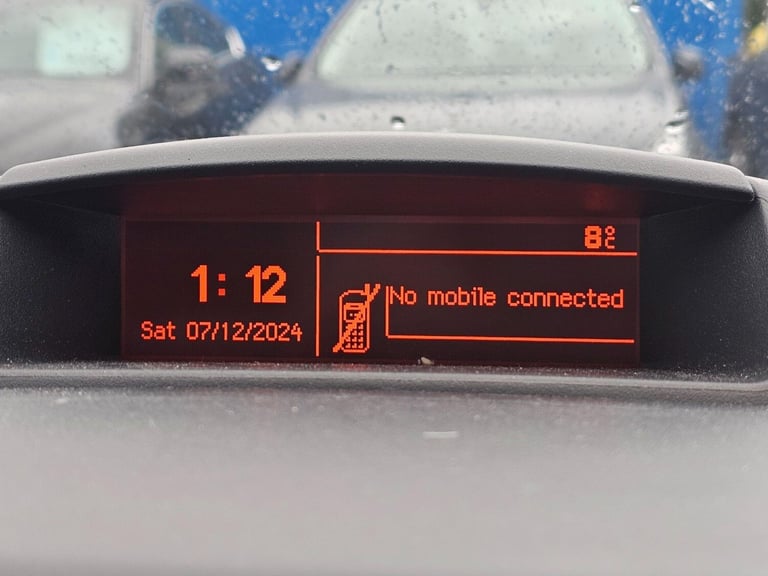 8°C
1:12
No mobile connected
Sat 07/12/2024